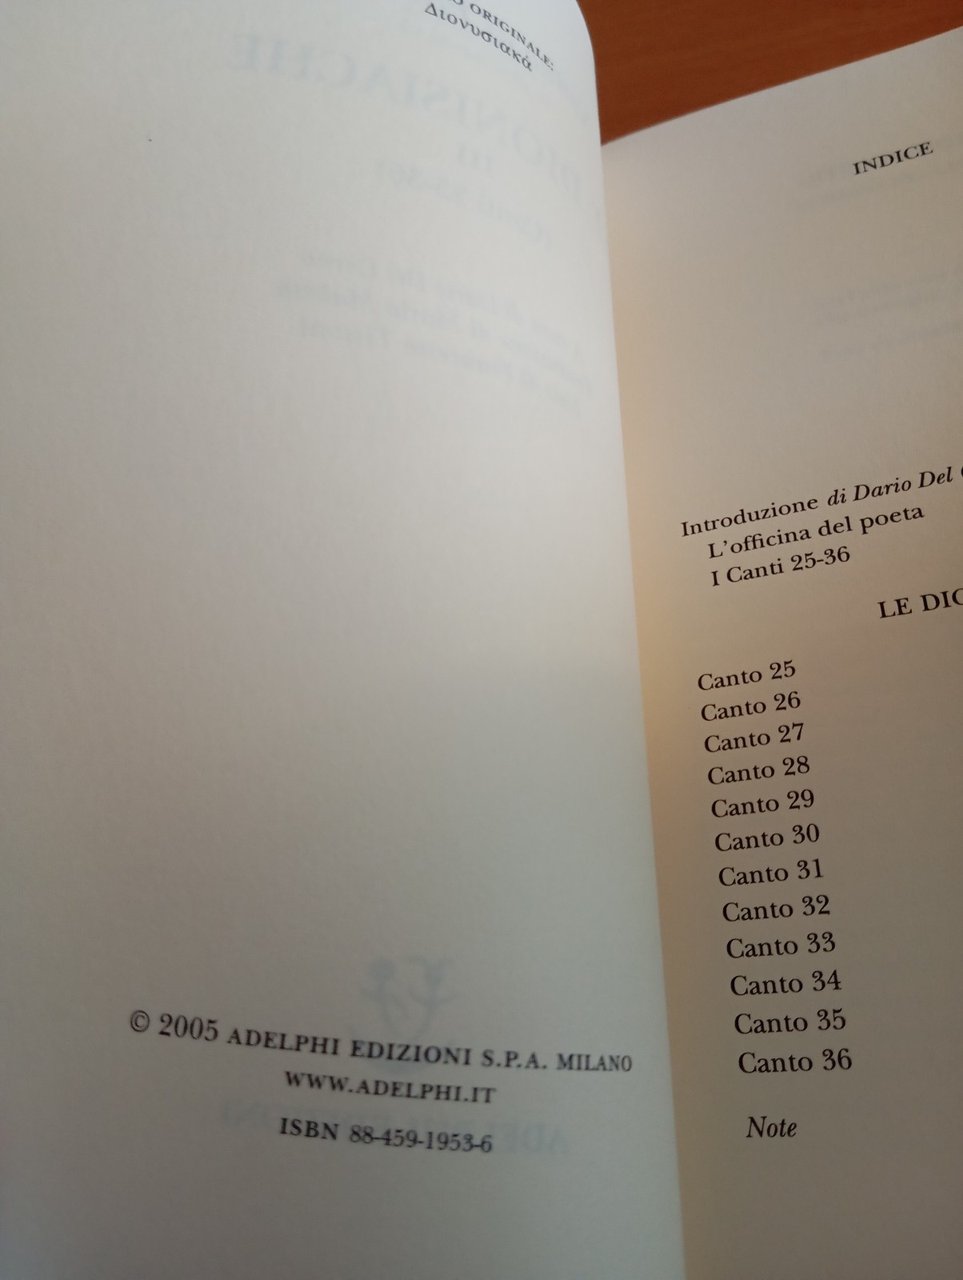 O ORIGINALE:
Διονυσιακά
© 2005 ADELPHI EDIZIONI S.P.A. MILANO
WWW.ADELPHI.IT
ISBN 88-459-1953-6
INDICE
Introduzione di Dario Del
L'officina del poeta
I Canti 25-36
LE DIO
Canto 25
Canto 26
Canto 27
Canto 28
Canto 29
Canto 30
Canto 31
Canto 32
Canto 33
Canto 34
Canto 35
Canto 36
Note